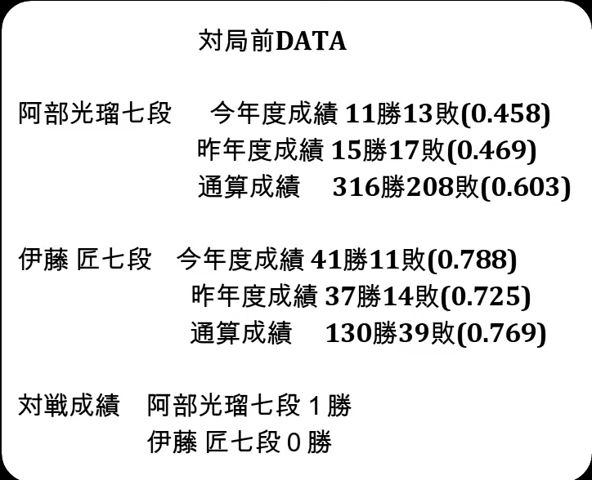 対局前DATA
阿部光瑠七段 今年度成績 11勝13敗(0.458)
昨年度成績 15勝17敗(0.469)
通算成績 316勝208敗(0.603)
伊藤 匠七段 今年度成績 41勝11敗(0.788)
昨年度成績 37勝14敗(0.725)
通算成績 130勝39敗(0.769)
対戦成績 阿部光瑠七段 1 勝
伊藤 匠七段 0 勝